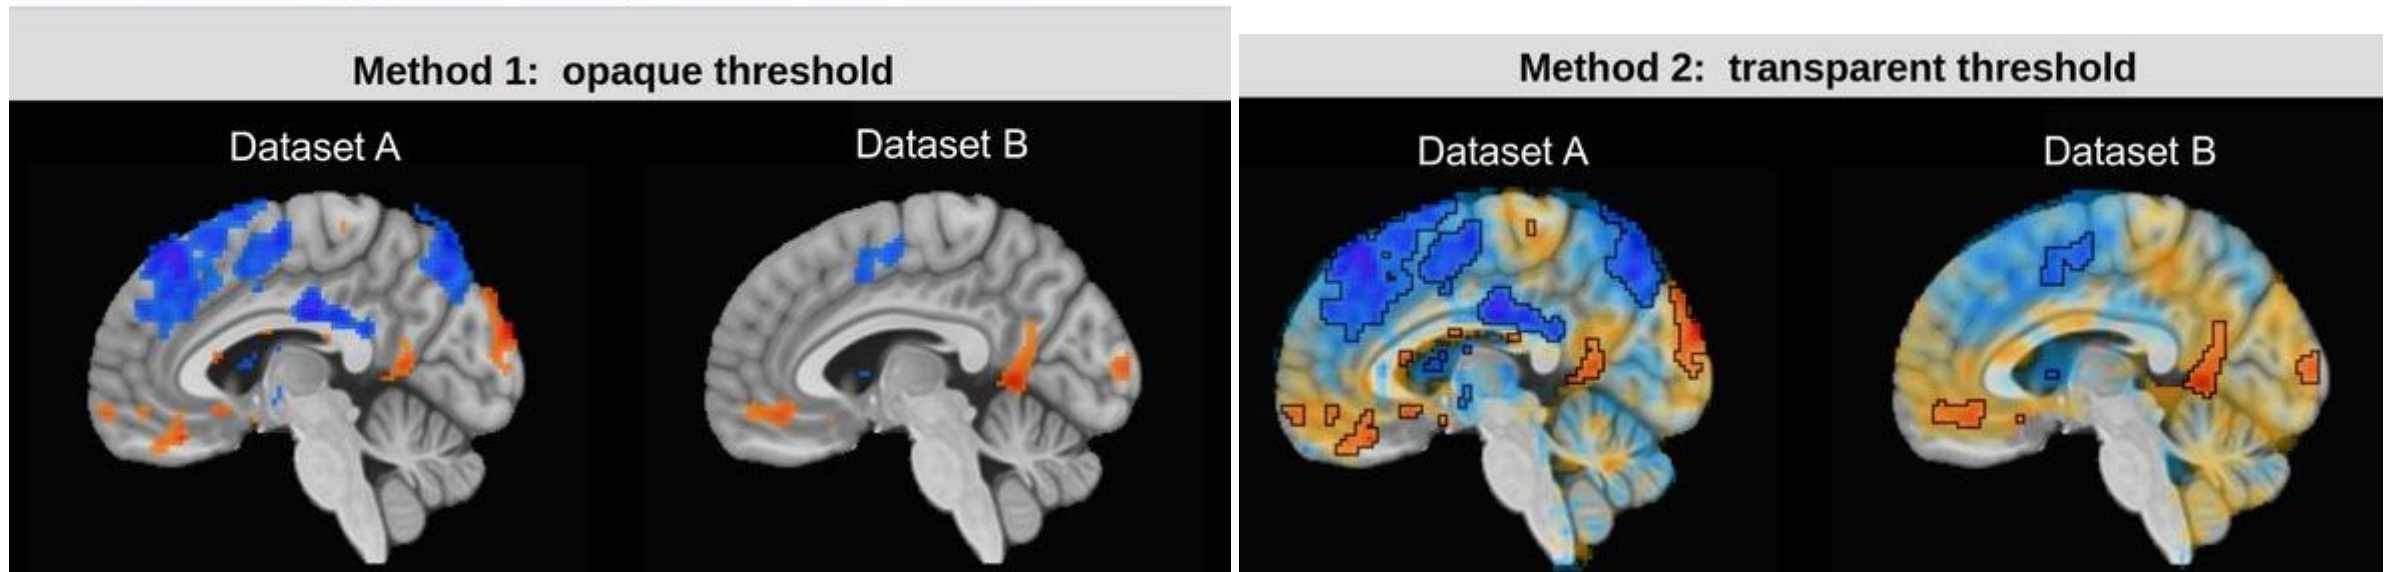 Method 1:  opaque threshold
Dataset A
Dataset B
Method 2:  transparent threshold
Dataset A
Dataset B